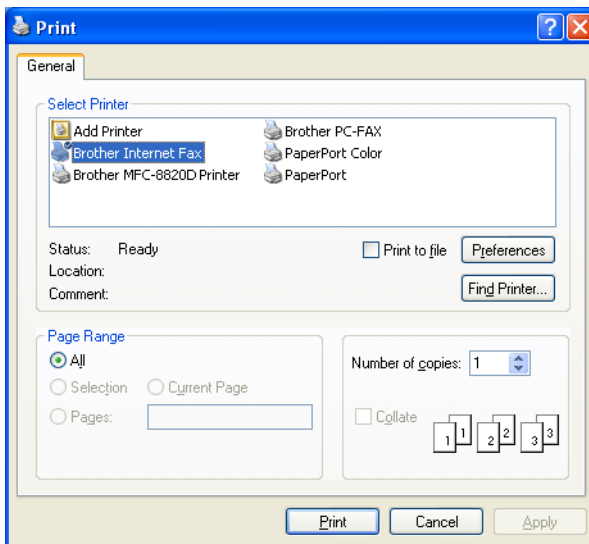 Print
General
Select Printer
Add Printer
Brother PC-FAX
Brother Internet Fax
PaperPort Color
Brother MFC-8820D Printer
PaperPort
Status: Ready
Print to file
Preferences
Location:
Comment:
Find Printer...
Page Range
All
Selection
Current Page
Pages:
Number of copies: 1
Collate
1 1 2 2 3 3
Print
Cancel
Apply